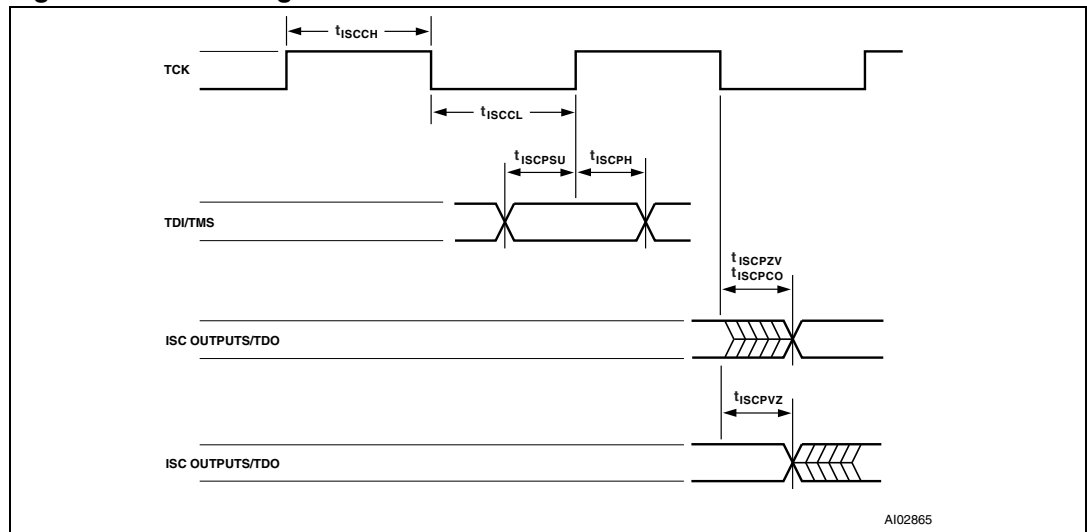 tISCCH
TCK
tISCCL
tISCPSU
tISCPH
TDI/TMS
tISCPZV
tISCPCO
ISC OUTPUTS/TDO
tISCPVZ
ISC OUTPUTS/TDO
AI02865